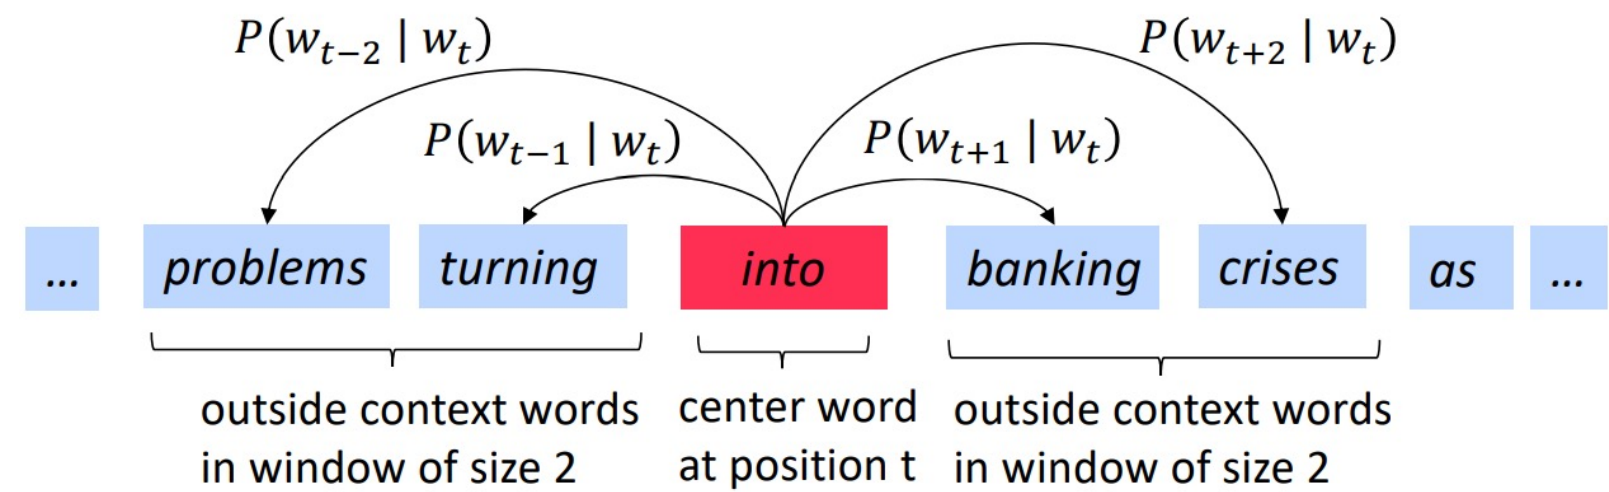 P(w_{t-2} | w_t)
P(w_{t+2} | w_t)
P(w_{t-1} | w_t)
P(w_{t+1} | w_t)
... problems turning into banking crises as ...
outside context words
in window of size 2
center word
at position t
outside context words
in window of size 2